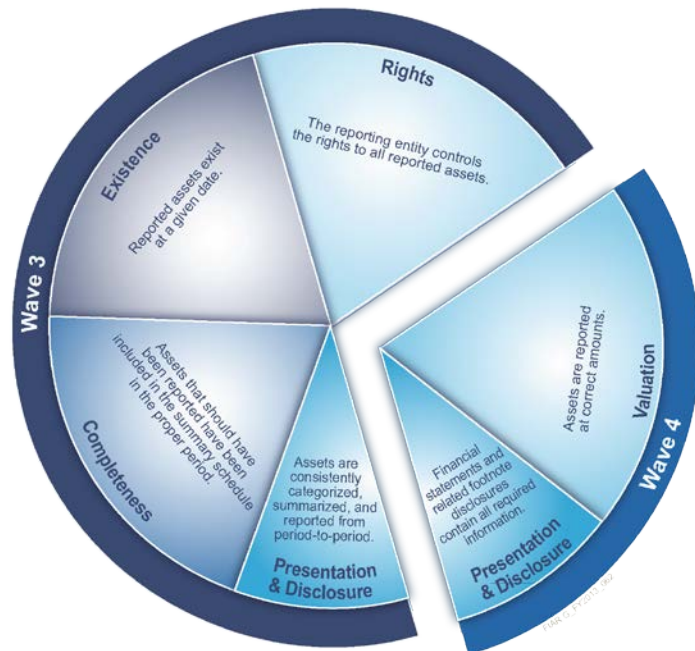 Rights
The reporting entity controls
the rights to all reported assets.
Existence
Reported assets exist
at a given date.
Wave 3
Completeness
Assets that should have
been reported have been
included in the summary schedule
in the proper period.
Assets are
consistently
categorized,
summarized, and
reported from
period-to-period.
Presentation
& Disclosure
Valuation
Assets are reported
at correct amounts.
Wave 4
Financial
statements and
related footnote
disclosures
contain all required
information.
Presentation
& Disclosure